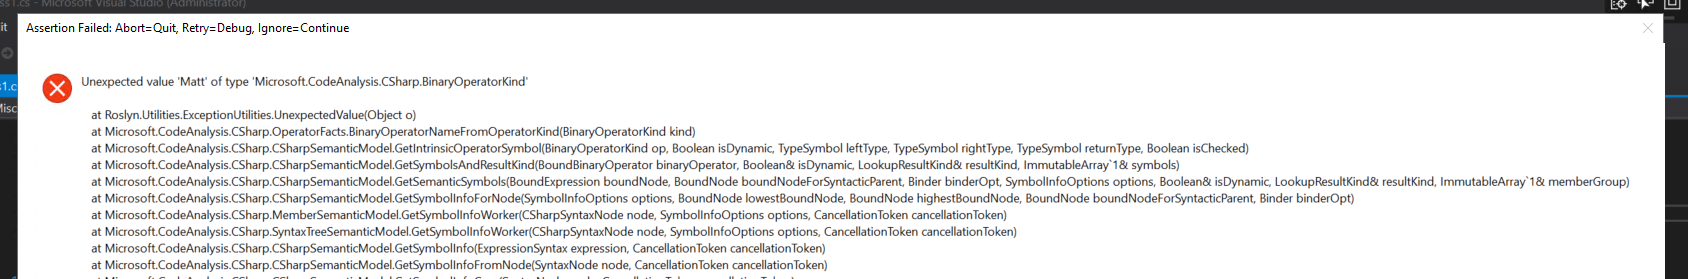 ss1.cs - Microsoft Visual Studio (Administrator)
it
Assertion Failed: Abort=Quit, Retry=Debug, Ignore=Continue
Unexpected value 'Matt' of type 'Microsoft.CodeAnalysis.CSharp.BinaryOperatorKind'
s1.c
Misc
at Roslyn.Utilities.ExceptionUtilities.UnexpectedValue(Object o)
at Microsoft.CodeAnalysis.CSharp.OperatorFacts.BinaryOperatorNameFromOperatorKind(BinaryOperatorKind kind)
at Microsoft.CodeAnalysis.CSharp.CSharpSemanticModel.GetIntrinsicOperatorSymbol(BinaryOperatorKind op, Boolean isDynamic, TypeSymbol leftType, TypeSymbol rightType, TypeSymbol returnType, Boolean isChecked)
at Microsoft.CodeAnalysis.CSharp.CSharpSemanticModel.GetSymbolsAndResultKind(BoundBinaryOperator binaryOperator, Boolean& isDynamic, LookupResultKind& resultKind, ImmutableArray`1& symbols)
at Microsoft.CodeAnalysis.CSharp.CSharpSemanticModel.GetSemanticSymbols(BoundExpression boundNode, BoundNode boundNodeForSyntacticParent, Binder binderOpt, SymbolInfoOptions options, Boolean& isDynamic, LookupResultKind& resultKind, ImmutableArray`1& memberGroup)
at Microsoft.CodeAnalysis.CSharp.CSharpSemanticModel.GetSymbolInfoForNode(SymbolInfoOptions options, BoundNode lowestBoundNode, BoundNode highestBoundNode, BoundNode boundNodeForSyntacticParent, Binder binderOpt)
at Microsoft.CodeAnalysis.CSharp.MemberSemanticModel.GetSymbolInfoWorker(CSharpSyntaxNode node, SymbolInfoOptions options, CancellationToken cancellationToken)
at Microsoft.CodeAnalysis.CSharp.SyntaxTreeSemanticModel.GetSymbolInfoWorker(CSharpSyntaxNode node, SymbolInfoOptions options, CancellationToken cancellationToken)
at Microsoft.CodeAnalysis.CSharp.CSharpSemanticModel.GetSymbolInfo(ExpressionSyntax expression, CancellationToken cancellationToken)
at Microsoft.CodeAnalysis.CSharp.CSharpSemanticModel.GetSymbolInfoFromNode(SyntaxNode node, CancellationToken cancellationToken)